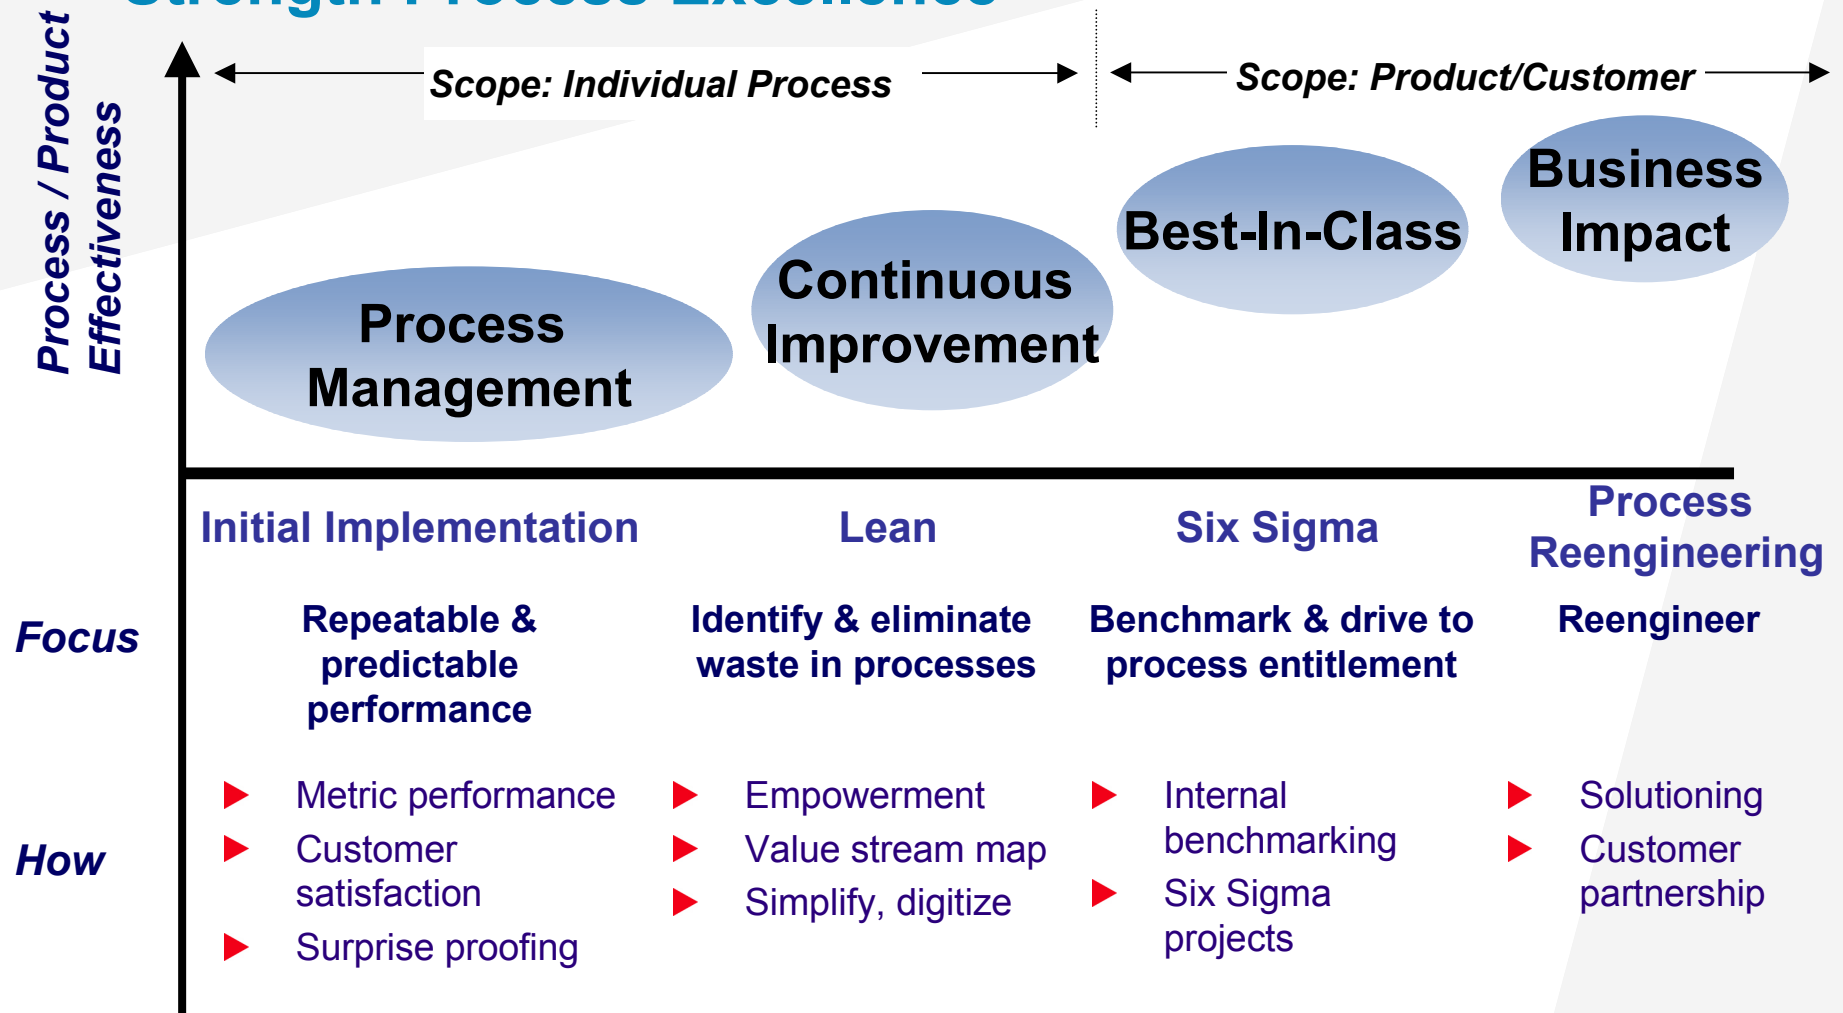 Strength Process Excellence
Process / Product
Effectiveness
Scope: Individual Process
Scope: Product/Customer
Process
Management
Continuous
Improvement
Best-In-Class
Business
Impact
Initial Implementation
Lean
Six Sigma
Process
Reengineering
Focus
Repeatable &
predictable
performance
Identify & eliminate
waste in processes
Benchmark & drive to
process entitlement
Reengineer
How
Metric performance
Customer
satisfaction
Surprise proofing
Empowerment
Value stream map
Simplify, digitize
Internal
benchmarking
Six Sigma
projects
Solutioning
Customer
partnership